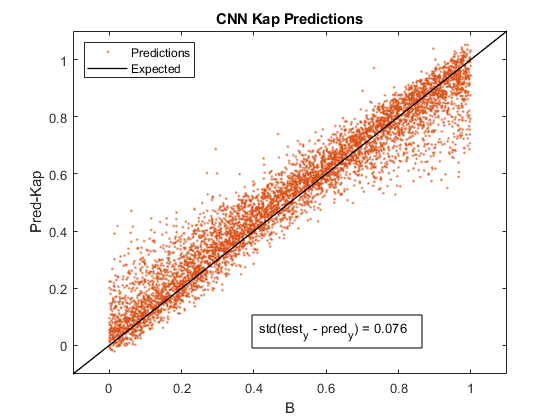 CNN Kap Predictions
Predictions
Expected
Pred-Kap
1
0.8
0.6
0.4
0.2
0
std(test_y - pred_y) = 0.076
0 0.2 0.4 0.6 0.8 1
B